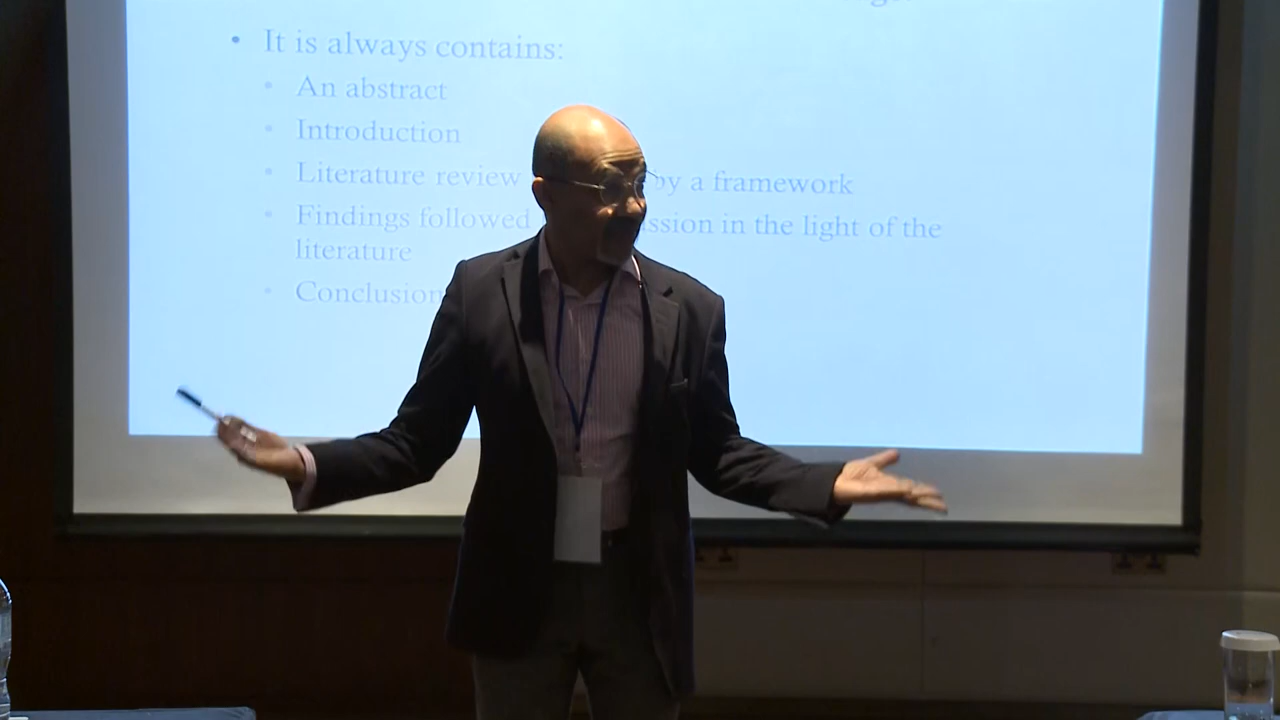 • It is always contains:
• An abstract
• Introduction
• Literature review by a framework
• Findings followed ssion in the light of the
literature
• Conclusion